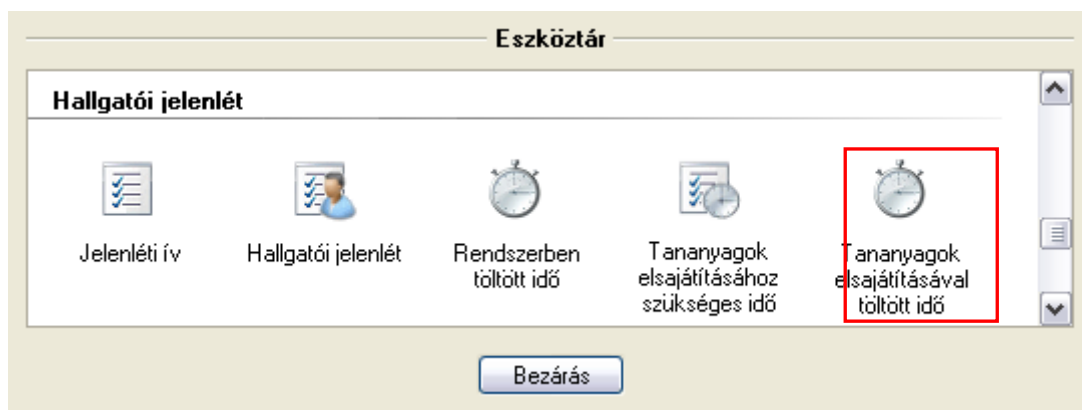 Eszköztár
Hallgatói jelenlét
Jelenléti ív
Hallgatói jelenlét
Rendszerben
töltött idő
Tananyagok
elsajátításához
szükséges idő
Tananyagok
elsajátításával
töltött idő
Bezárás